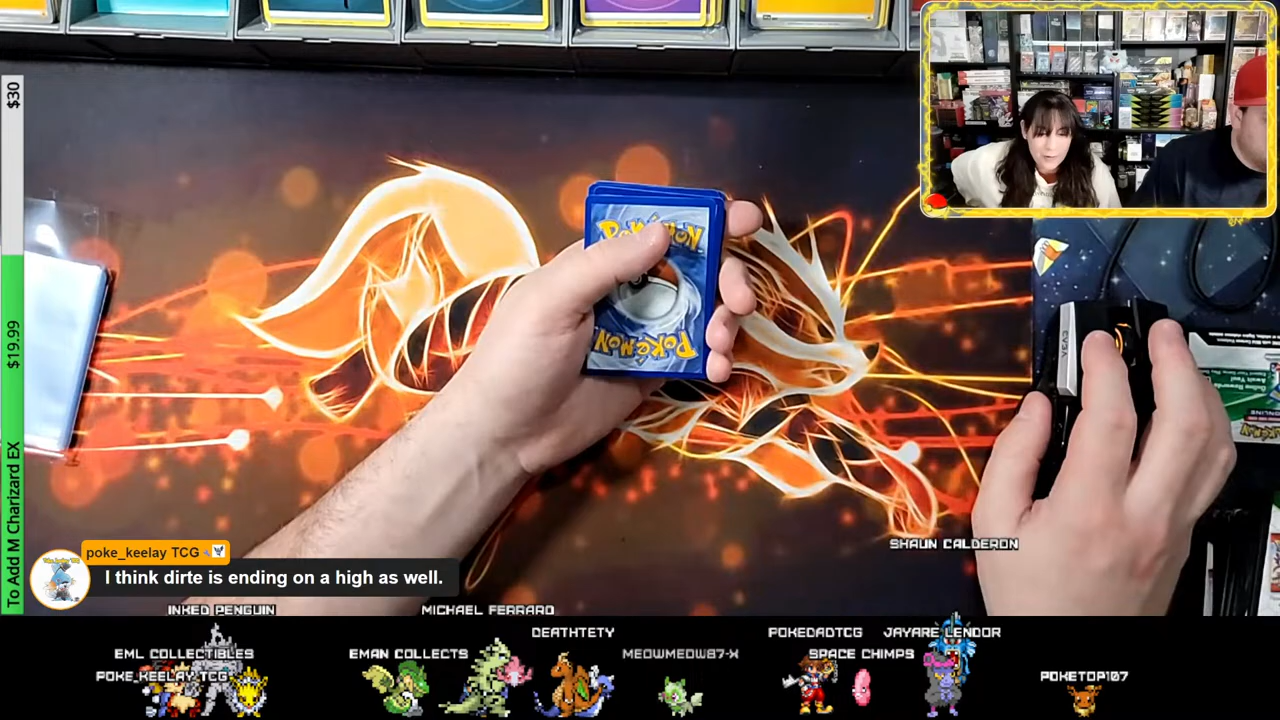 $30
$19.99
To Add M Charizard EX
POKéMON
POKéMON
VEAO
poke_keelay TCG
I think dirte is ending on a high as well.
SHAUN CALDERON
INKED PENGUIN
MICHAEL FERRARO
DEATHTETY
POKEDADTCG
JAYARE LENDOR
EML COLLECTIBLES
EMAN COLLECTS
MEOWMEOW87-X
SPACE CHIMPS
POKE_KEELAY TCG
POKETOP107